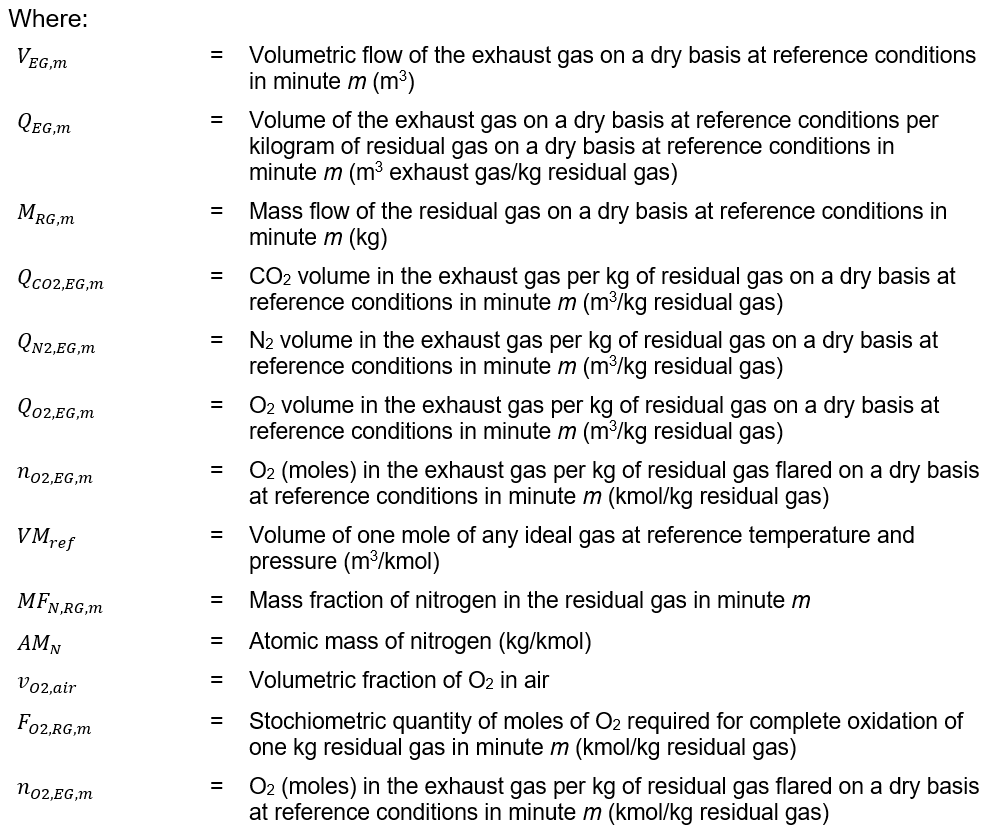 Where:
V_EG,m = Volumetric flow of the exhaust gas on a dry basis at reference conditions
in minute m (m³)
Q_EG,m = Volume of the exhaust gas on a dry basis at reference conditions per
kilogram of residual gas on a dry basis at reference conditions in
minute m (m³ exhaust gas/kg residual gas)
M_RG,m = Mass flow of the residual gas on a dry basis at reference conditions in
minute m (kg)
Q_CO2,EG,m = CO₂ volume in the exhaust gas per kg of residual gas on a dry basis at
reference conditions in minute m (m³/kg residual gas)
Q_N2,EG,m = N₂ volume in the exhaust gas per kg of residual gas on a dry basis at
reference conditions in minute m (m³/kg residual gas)
Q_O2,EG,m = O₂ volume in the exhaust gas per kg of residual gas on a dry basis at
reference conditions in minute m (m³/kg residual gas)
n_O2,EG,m = O₂ (moles) in the exhaust gas per kg of residual gas flared on a dry basis
at reference conditions in minute m (kmol/kg residual gas)
VM_ref = Volume of one mole of any ideal gas at reference temperature and
pressure (m³/kmol)
MF_N,RG,m = Mass fraction of nitrogen in the residual gas in minute m
AM_N = Atomic mass of nitrogen (kg/kmol)
v_O2,air = Volumetric fraction of O₂ in air
F_O2,RG,m = Stochiometric quantity of moles of O₂ required for complete oxidation of
one kg residual gas in minute m (kmol/kg residual gas)
n_O2,EG,m = O₂ (moles) in the exhaust gas per kg of residual gas flared on a dry basis
at reference conditions in minute m (kmol/kg residual gas)